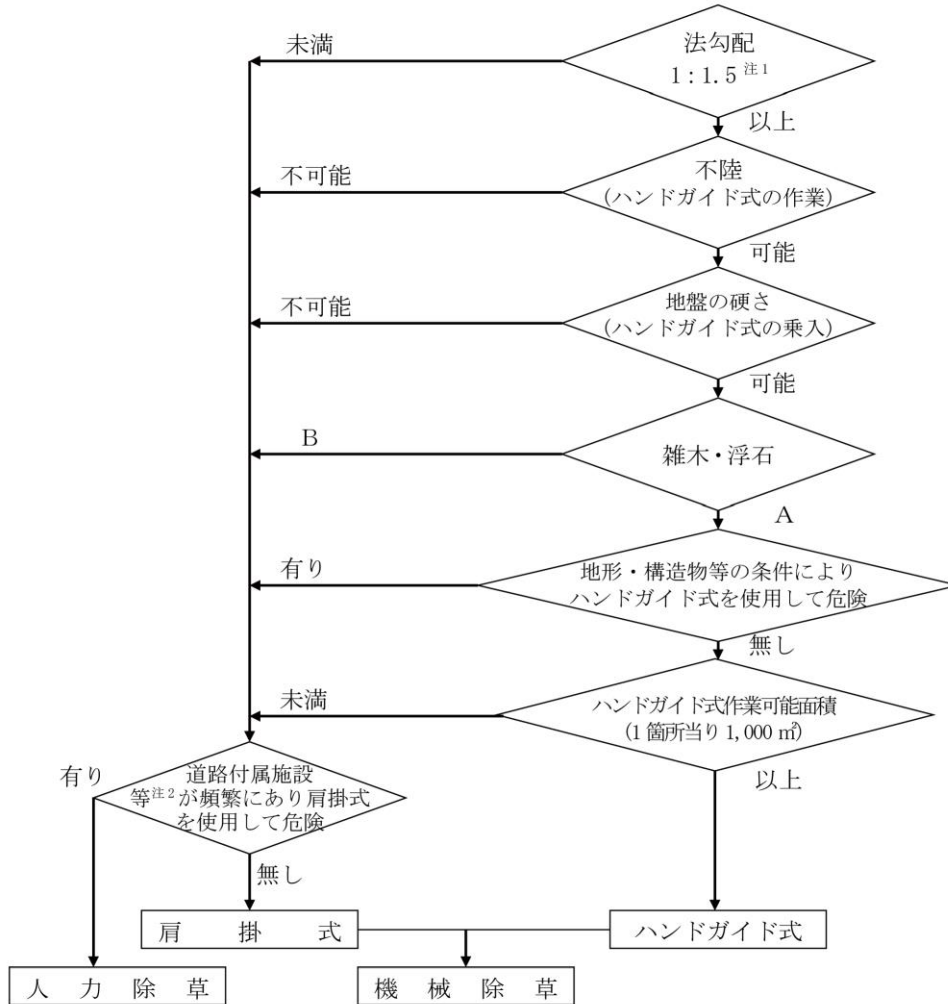 法勾配
1:1.5 注1
未満
以上
不陸
(ハンドガイド式の作業)
不可能
可能
地盤の硬さ
(ハンドガイド式の乗入)
不可能
可能
雑木・浮石
B
A
地形・構造物等の条件により
ハンドガイド式を使用して危険
有り
無し
ハンドガイド式作業可能面積
(1箇所当り1,000㎡)
未満
以上
道路付属施設
等注2が頻繁にあり肩掛式
を使用して危険
有り
無し
肩掛式
ハンドガイド式
人力除草
機械除草